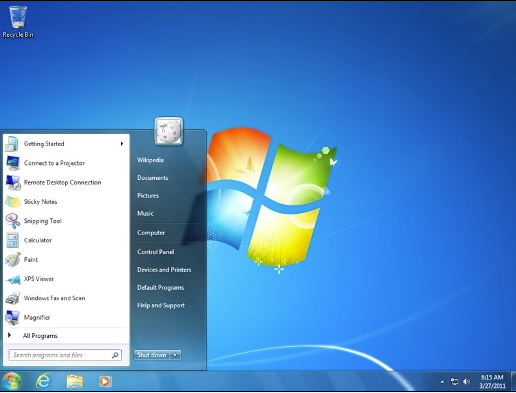 Recycle Bin
Getting Started
Connect to a Projector
Remote Desktop Connection
Sticky Notes
Snipping Tool
Calculator
Paint
XPS Viewer
Windows Fax and Scan
Magnifier
All Programs
Search programs and files
Wikipedia
Documents
Pictures
Music
Computer
Control Panel
Devices and Printers
Default Programs
Help and Support
Shut down
6:15 AM
3/27/2011